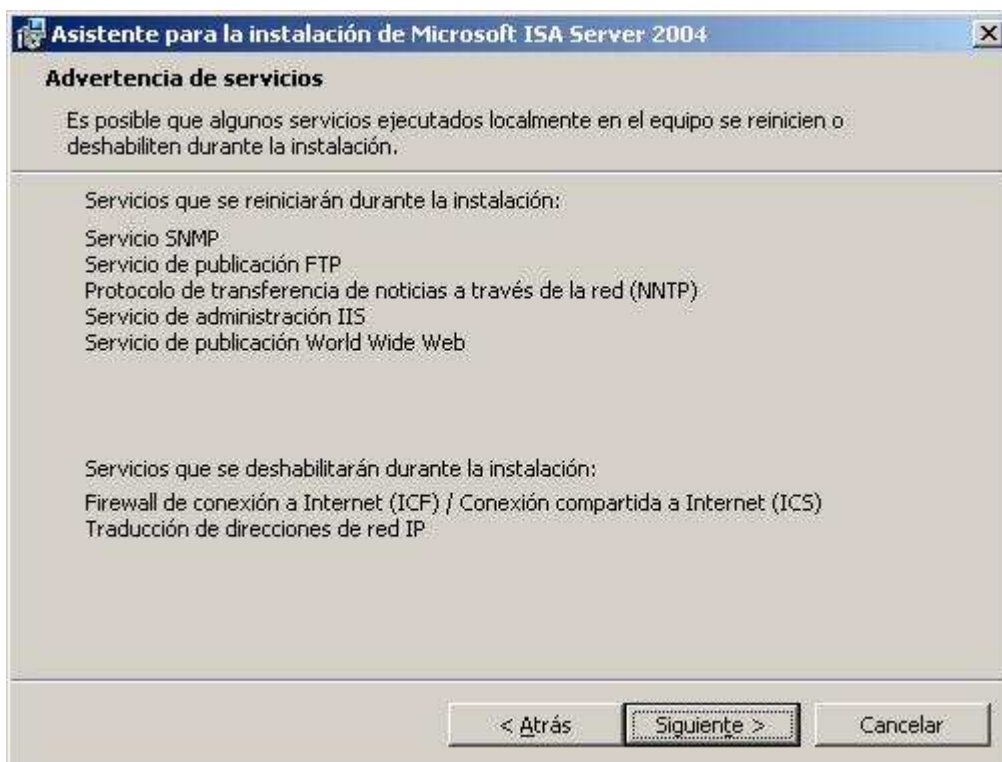 Asistente para la instalación de Microsoft ISA Server 2004
Advertencia de servicios
Es posible que algunos servicios ejecutados localmente en el equipo se reinicien o
deshabiliten durante la instalación.
Servicios que se reiniciarán durante la instalación:
Servicio SNMP
Servicio de publicación FTP
Protocolo de transferencia de noticias a través de la red (NNTP)
Servicio de administración IIS
Servicio de publicación World Wide Web
Servicios que se deshabilitarán durante la instalación:
Firewall de conexión a Internet (ICF) / Conexión compartida a Internet (ICS)
Traducción de direcciones de red IP
< Atrás Siguiente > Cancelar